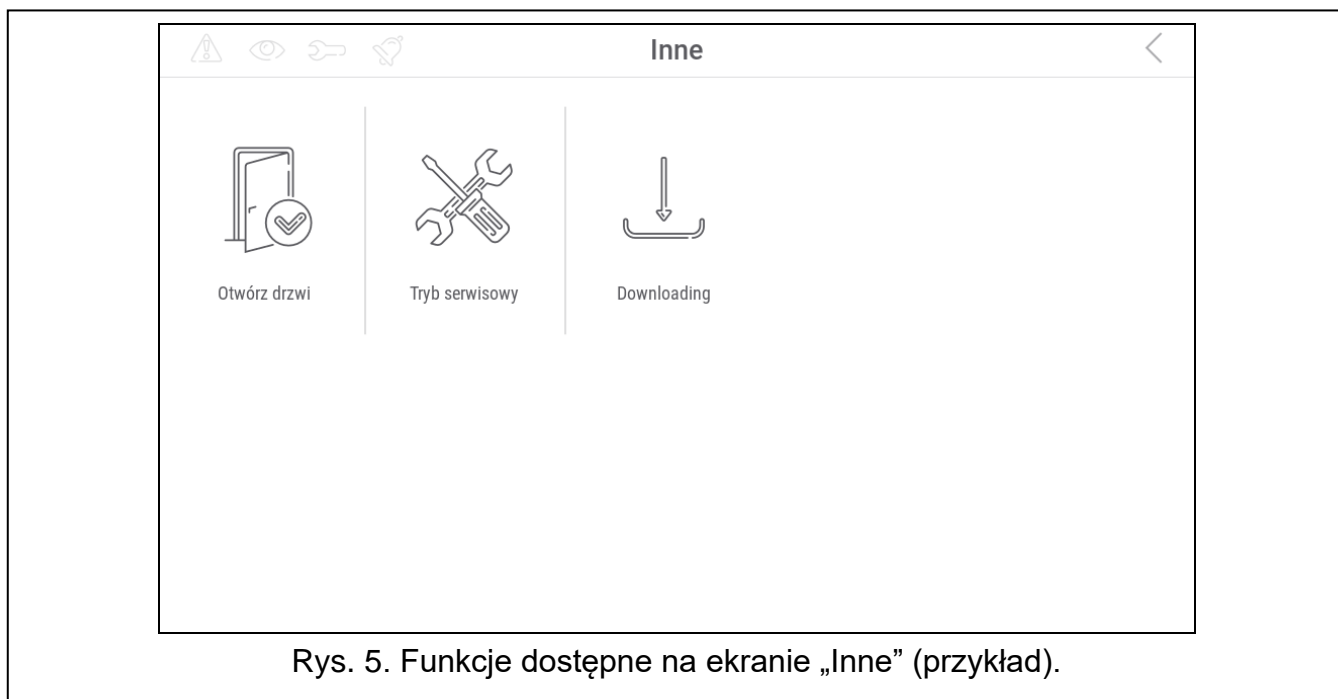 Inne
Otwórz drzwi
Tryb serwisowy
Downloading
Rys. 5. Funkcje dostępne na ekranie „Inne” (przykład).